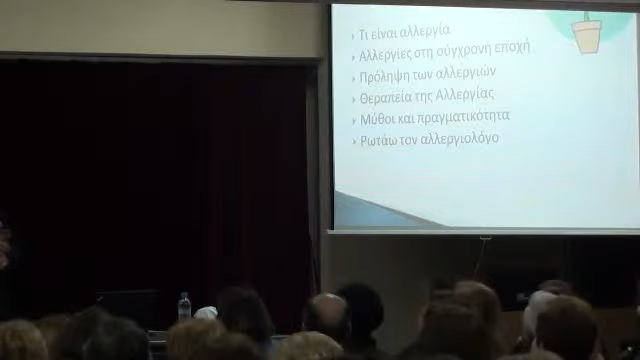 Τι είναι αλλεργία
Αλλεργίες στη σύγχρονη εποχή
Πρόληψη των αλλεργιών
Θεραπεία της Αλλεργίας
Μύθοι και πραγματικότητα
Ρωτάω τον αλλεργιολόγο